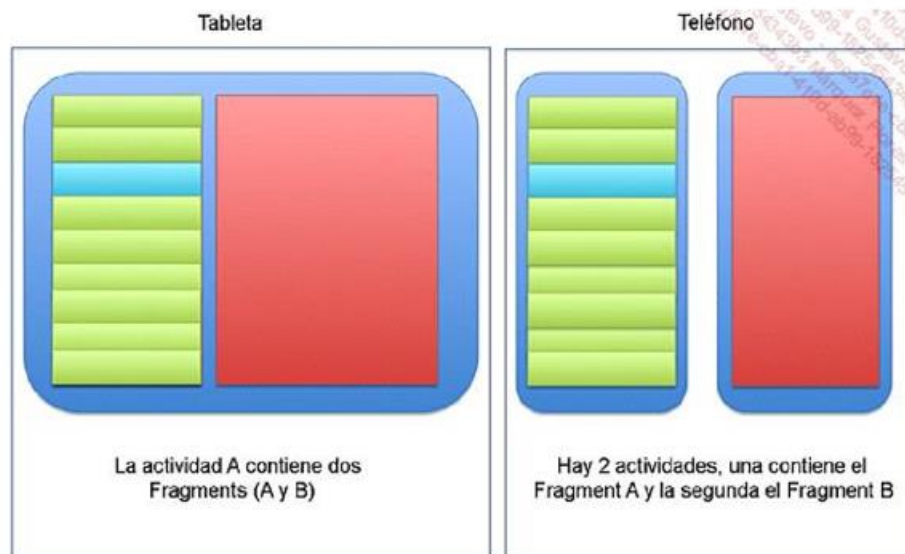 Tableta
Teléfono
La actividad A contiene dos
Fragments (A y B)
Hay 2 actividades, una contiene el
Fragment A y la segunda el Fragment B